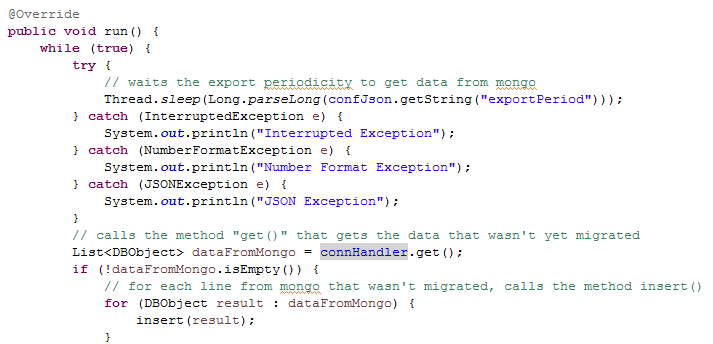 @Override
public void run() {
    while (true) {
        try {
            // waits the export periodicity to get data from mongo
            Thread.sleep(Long.parseLong(confJson.getString("exportPeriod")));
        } catch (InterruptedException e) {
            System.out.println("Interrupted Exception");
        } catch (NumberFormatException e) {
            System.out.println("Number Format Exception");
        } catch (JSONException e) {
            System.out.println("JSON Exception");
        }
        // calls the method "get()" that gets the data that wasn't yet migrated
        List<DBObject> dataFromMongo = connHandler.get();
        if (!dataFromMongo.isEmpty()) {
            // for each line from mongo that wasn't migrated, calls the method insert()
            for (DBObject result : dataFromMongo) {
                insert(result);
            }